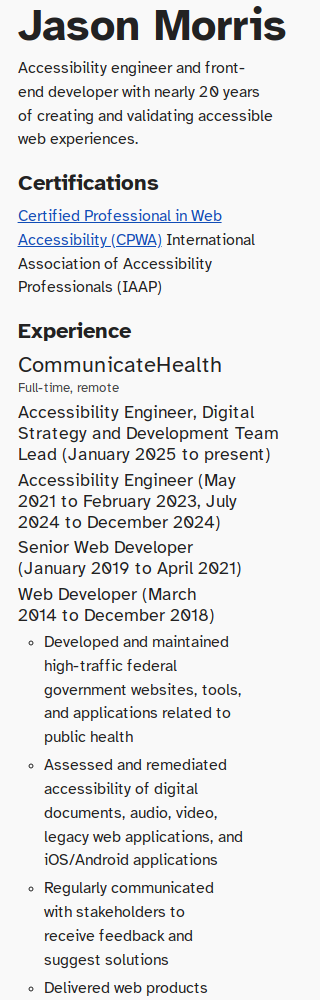 Jason Morris
Accessibility engineer and front-
end developer with nearly 20 years
of creating and validating accessible
web experiences.
Certifications
Certified Professional in Web
Accessibility (CPWA) International
Association of Accessibility
Professionals (IAAP)
Experience
CommunicateHealth
Full-time, remote
Accessibility Engineer, Digital
Strategy and Development Team
Lead (January 2025 to present)
Accessibility Engineer (May
2021 to February 2023, July
2024 to December 2024)
Senior Web Developer
(January 2019 to April 2021)
Web Developer (March
2014 to December 2018)
◦ Developed and maintained
high-traffic federal
government websites, tools,
and applications related to
public health
◦ Assessed and remediated
accessibility of digital
documents, audio, video,
legacy web applications, and
iOS/Android applications
◦ Regularly communicated
with stakeholders to
receive feedback and
suggest solutions
◦ Delivered web products